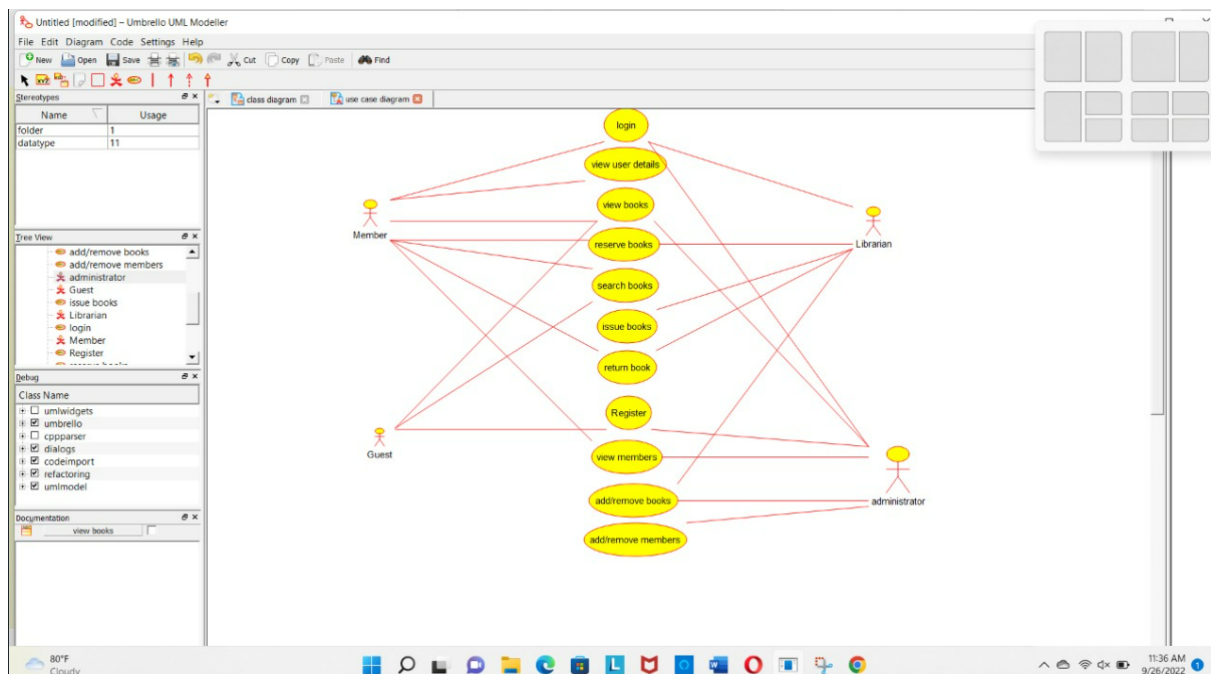 Untitled [modified] – Umbrello UML Modeller
File Edit Diagram Code Settings Help
New Open Save Cut Copy Paste Find
Stereotypes
class diagram use case diagram
Name Usage
folder 1
datatype 11
Tree View
add/remove books
add/remove members
administrator
Guest
issue books
Librarian
login
Member
Register
Debug
Class Name
umlwidgets
umbrello
cppparser
dialogs
codeimport
refactoring
umlmodel
Documentation
view books
login
view user details
view books
Member
reserve books
Librarian
search books
issue books
return book
Register
Guest
view members
add/remove books
administrator
add/remove members
80°F
Cloudy
11:36 AM
9/26/2022
1